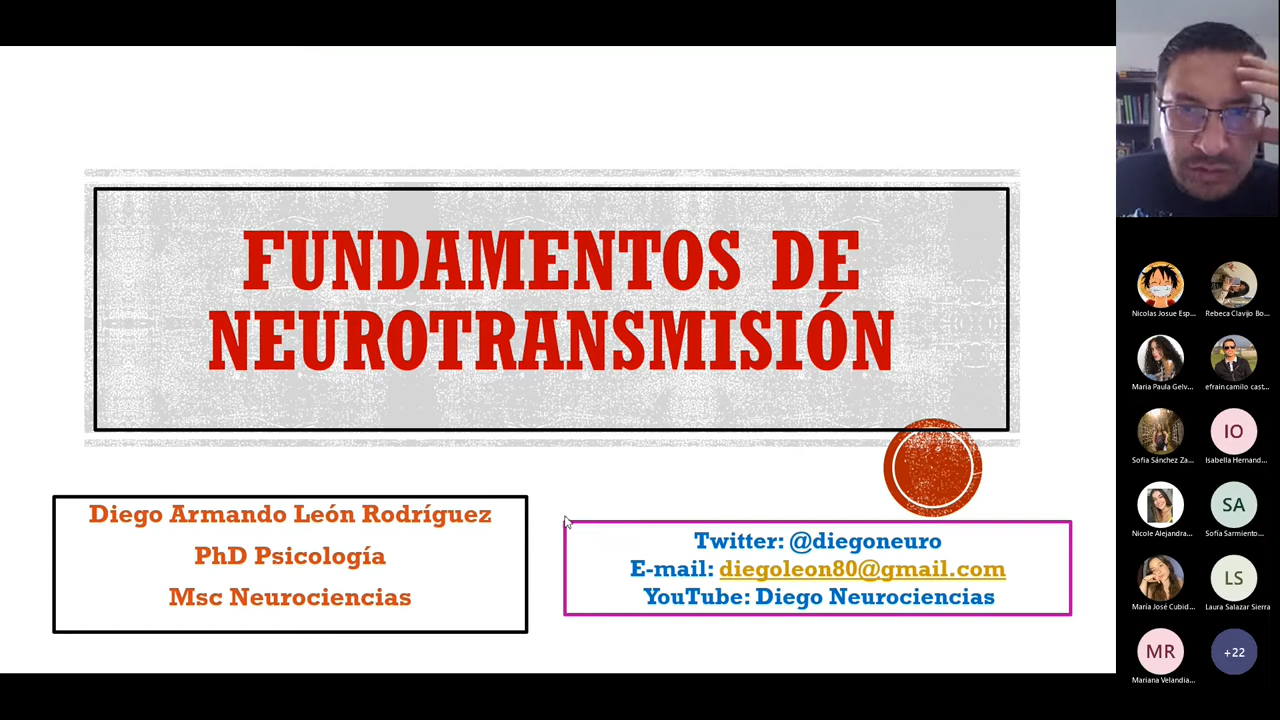 FUNDAMENTOS DE
NEUROTRANSMISIÓN
Diego Armando León Rodríguez
PhD Psicología
Msc Neurociencias
Twitter: @diegoneuro
E-mail: diegoleon80@gmail.com
YouTube: Diego Neurociencias
Nicolas Josue Esp...
Rebeca Clavijo Bo...
Maria Paula Gelv...
efrain camilo cast...
Sofia Sánchez Za...
IO
Isabella Hernand...
Nicole Alejandra...
SA
Sofía Sarmiento...
María José Cubid...
LS
Laura Salazar Sierra
MR
Mariana Velandia...
+22